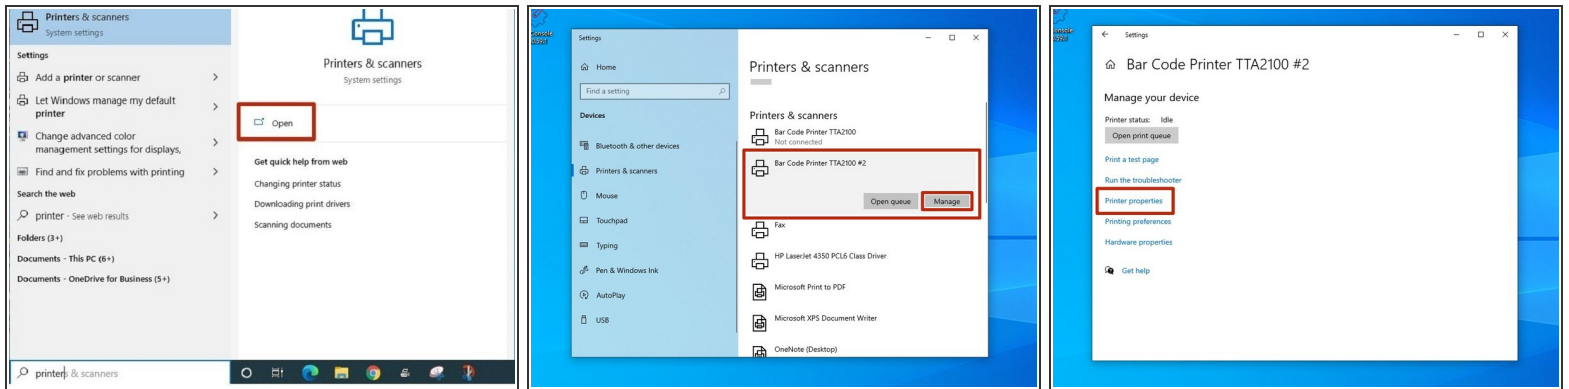 Printers & scanners
System settings
Settings
Add a printer or scanner
Let Windows manage my default
printer
Change advanced color
management settings for displays,
Find and fix problems with printing
Search the web
printer - See web results
Folders (3+)
Documents - This PC (6+)
Documents - OneDrive for Business (5+)
printers & scanners
Printers & scanners
System settings
Open
Get quick help from web
Changing printer status
Downloading print drivers
Scanning documents
Settings
Home
Find a setting
Devices
Bluetooth & other devices
Printers & scanners
Mouse
Touchpad
Typing
Pen & Windows Ink
AutoPlay
USB
Printers & scanners
Printers & scanners
Bar Code Printer TTA2100
Not connected
Bar Code Printer TTA2100 #2
Open queue
Manage
Fax
HP LaserJet 4350 PCL6 Class Driver
Microsoft Print to PDF
Microsoft XPS Document Writer
OneNote (Desktop)
Settings
Bar Code Printer TTA2100 #2
Manage your device
Printer status: Idle
Open print queue
Print a test page
Run the troubleshooter
Printer properties
Printing preferences
Hardware properties
Get help